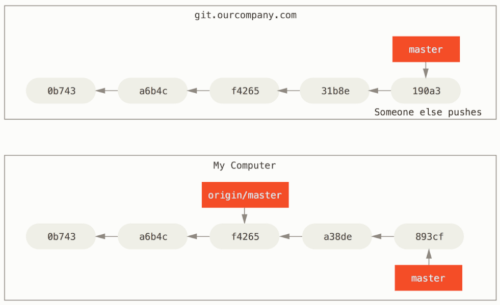 git.ourcompany.com
master
0b743
a6b4c
f4265
31b8e
190a3
Someone else pushes
My Computer
origin/master
0b743
a6b4c
f4265
a38de
893cf
master